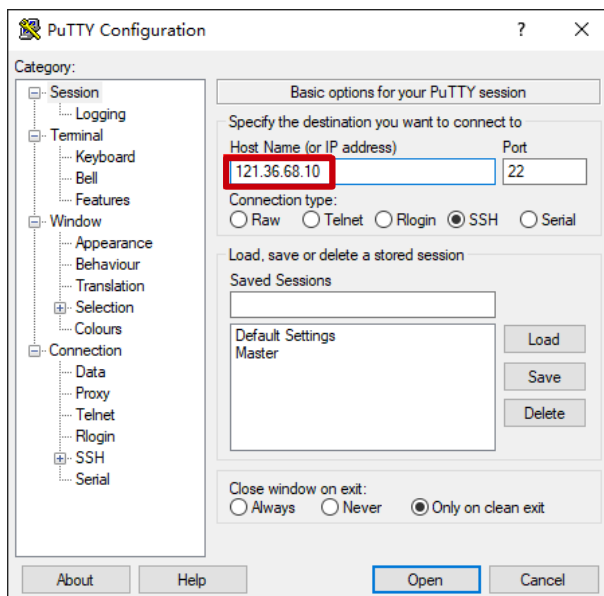 PuTTY Configuration
?
Category:
Session
Logging
Terminal
Keyboard
Bell
Features
Window
Appearance
Behaviour
Translation
Selection
Colours
Connection
Data
Proxy
Telnet
Rlogin
SSH
Serial
Basic options for your PuTTY session
Specify the destination you want to connect to
Host Name (or IP address) Port
121.36.68.10 22
Connection type:
Raw Telnet Rlogin SSH Serial
Load, save or delete a stored session
Saved Sessions
Default Settings
Master
Load
Save
Delete
Close window on exit:
Always Never Only on clean exit
About Help Open Cancel